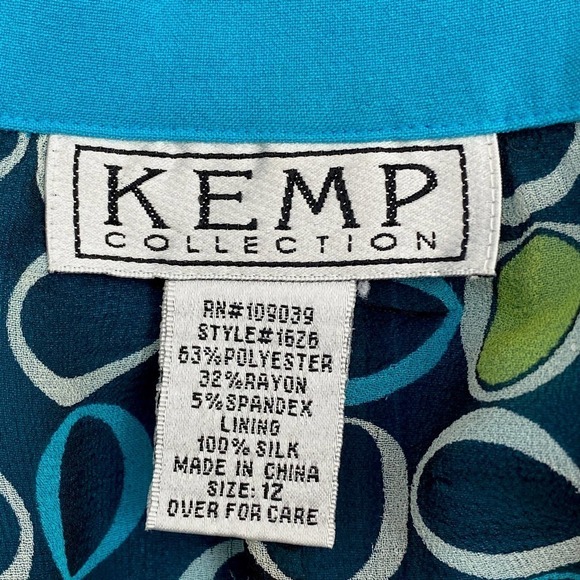 KEMP
COLLECTION
RN#109039
STYLE#1626
63%POLYESTER
32%RAYON
5%SPANDEX
LINING
100%SILK
MADE IN CHINA
SIZE: 12
OVER FOR CARE